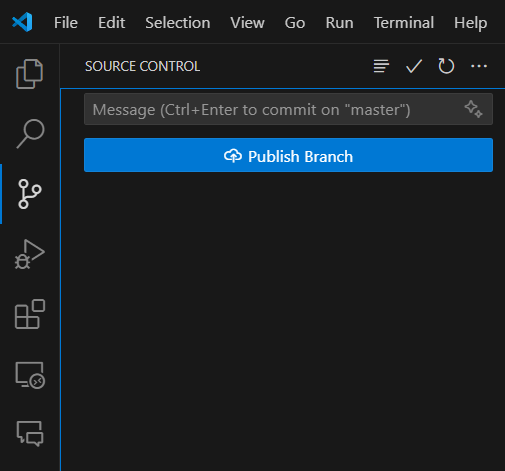 File Edit Selection View Go Run Terminal Help
SOURCE CONTROL
Message (Ctrl+Enter to commit on "master")
Publish Branch